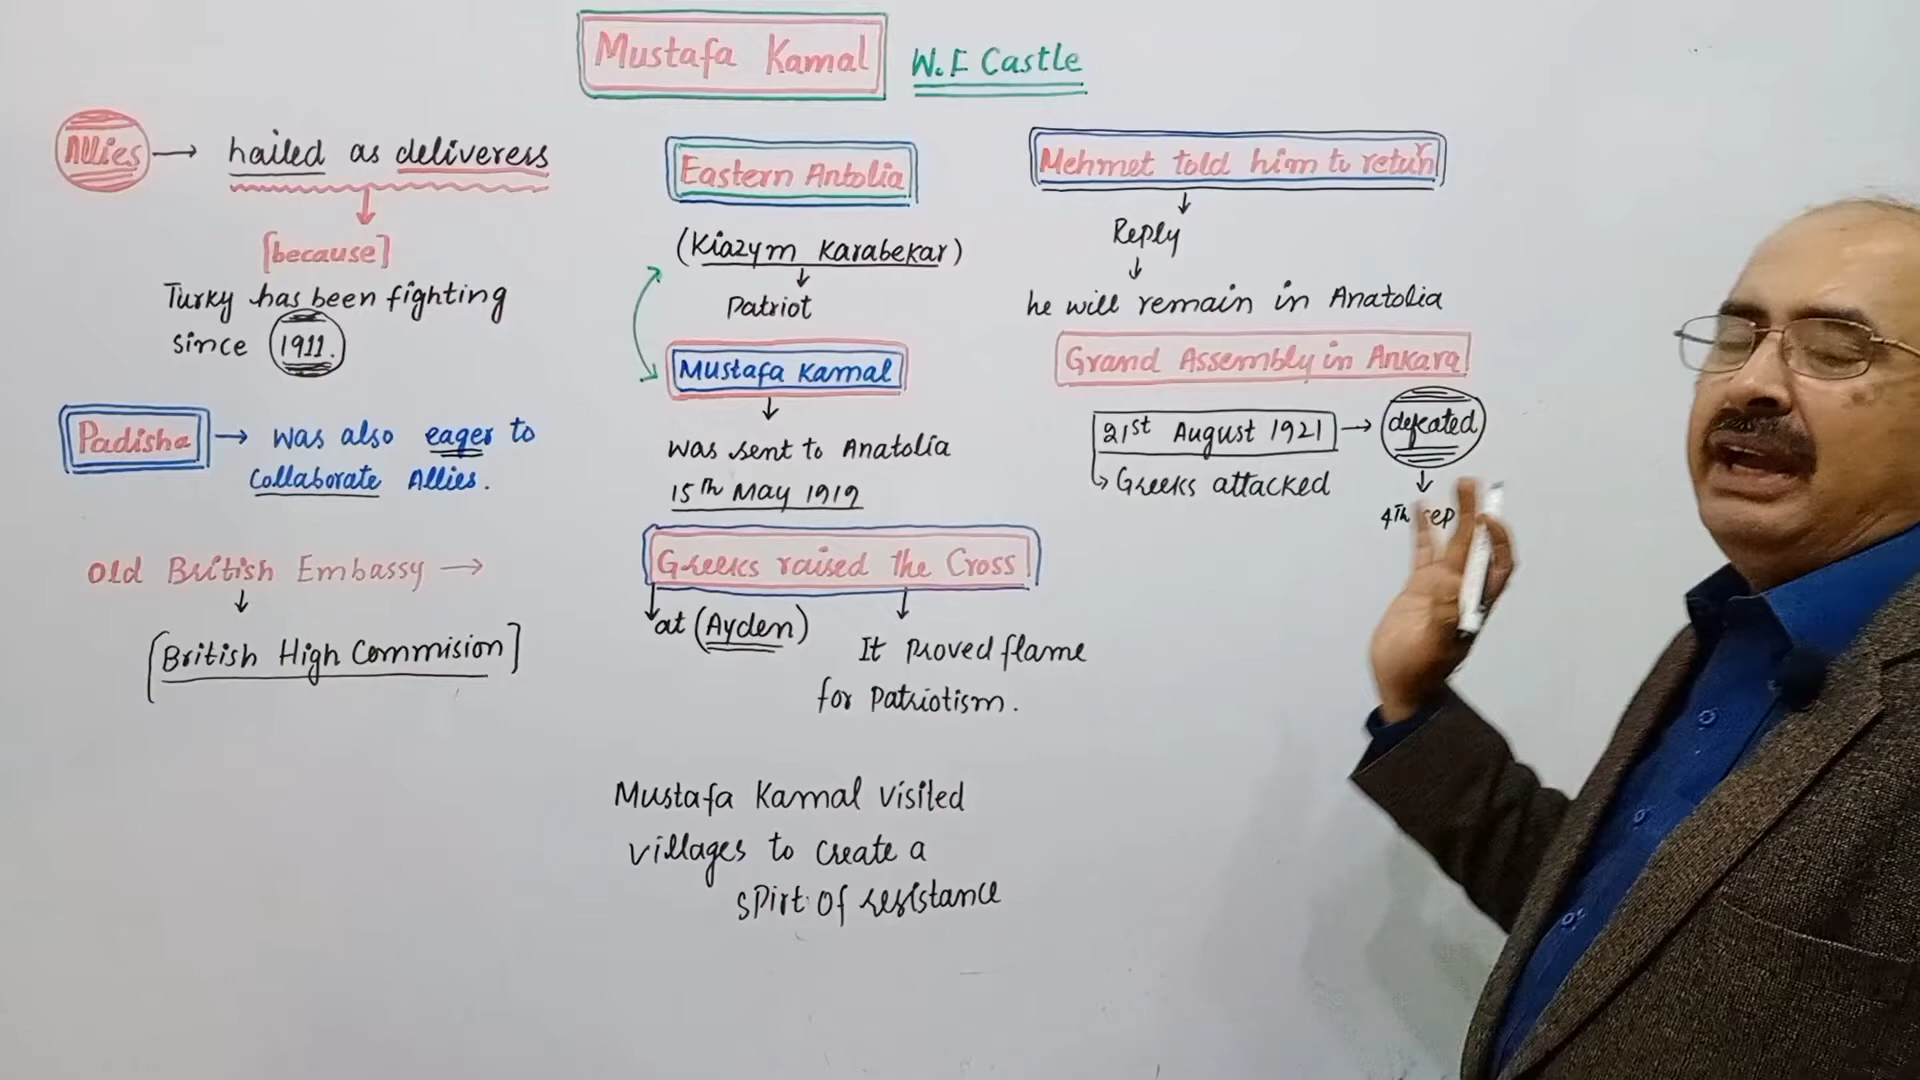 Mustafa Kamal
W.F Castle
Allies → hailed as deliveress
[because]
Turky has been fighting
since 1911.
Padisha → was also eager to
Collaborate Allies.
Old British Embassy →
[British High Commision]
Eastern Antolia
(Kiazym Karabekar)
Patriot
Mustafa Kamal
was sent to Anatolia
15th May 1919
Greeks raised the Cross
at (Ayden)
It Proved flame
for Patriotism.
Mustafa Kamal visited
villages to create a
spirt of resistance
Mehmet told him to return
Reply
he will remain in Anatolia
Grand Assembly in Ankara
21st August 1921 → defeated
Greeks attacked
4th sep